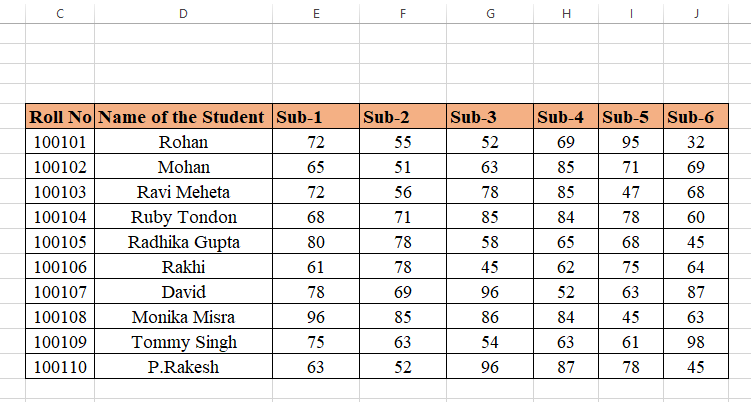 C D E F G H I J
Roll No Name of the Student Sub-1 Sub-2 Sub-3 Sub-4 Sub-5 Sub-6
100101 Rohan 72 55 52 69 95 32
100102 Mohan 65 51 63 85 71 69
100103 Ravi Meheta 72 56 78 85 47 68
100104 Ruby Tondon 68 71 85 84 78 60
100105 Radhika Gupta 80 78 58 65 68 45
100106 Rakhi 61 78 45 62 75 64
100107 David 78 69 96 52 63 87
100108 Monika Misra 96 85 86 84 45 63
100109 Tommy Singh 75 63 54 63 61 98
100110 P.Rakesh 63 52 96 87 78 45